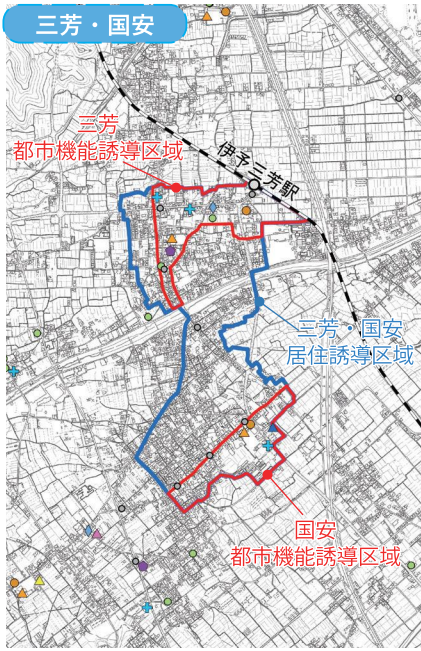 三芳・国安
三芳
都市機能誘導区域
伊予三芳駅
三芳・国安
居住誘導区域
国安
都市機能誘導区域